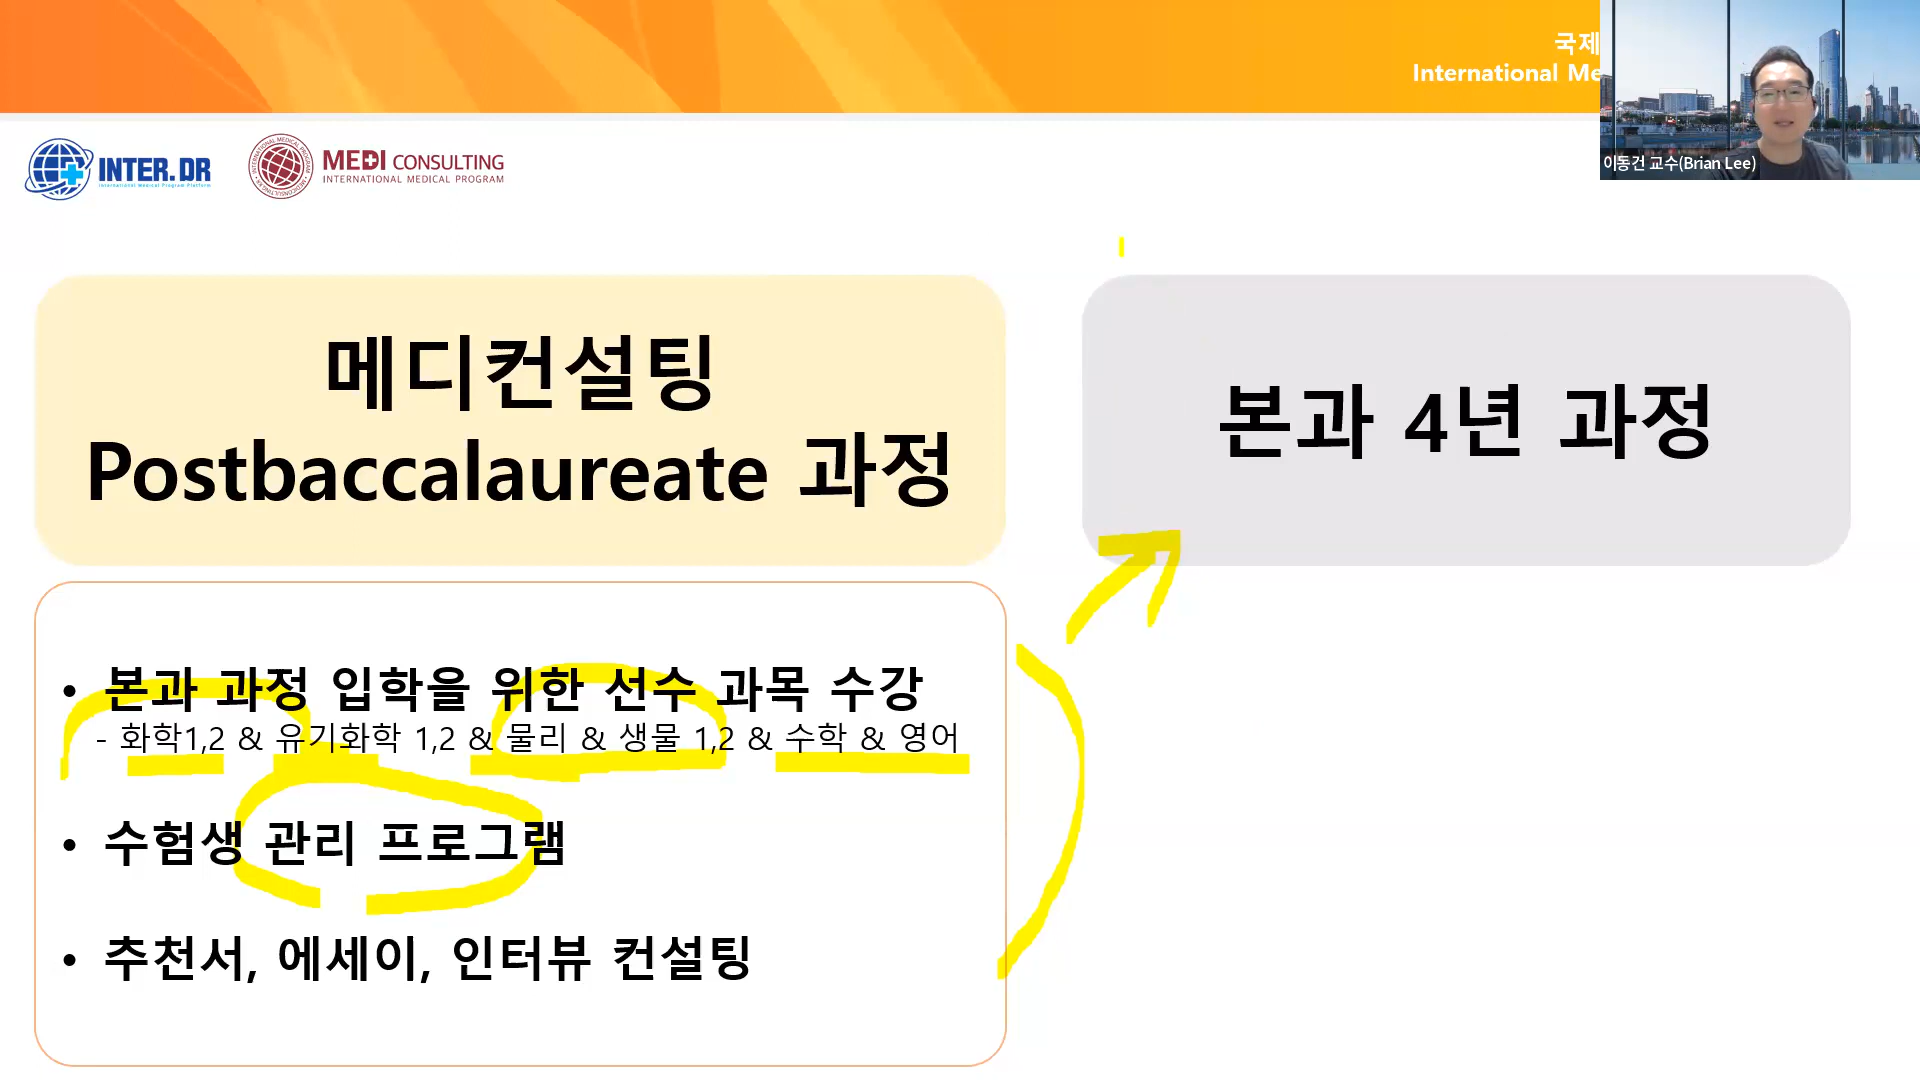 국제
International Me
이동건 교수(Brian Lee)
INTER.DR
International Medical Program Platform
MEDI CONSULTING
INTERNATIONAL MEDICAL PROGRAM
메디컨설팅
Postbaccalaureate 과정
본과 4년 과정
• 본과 과정 입학을 위한 선수 과목 수강
- 화학1,2 & 유기화학 1,2 & 물리 & 생물 1,2 & 수학 & 영어
• 수험생 관리 프로그램
• 추천서, 에세이, 인터뷰 컨설팅